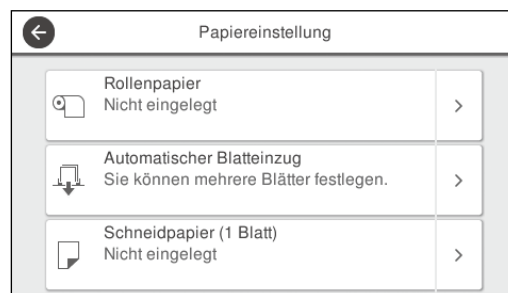 Papiereinstellung
Rollenpapier
Nicht eingelegt
Automatischer Blatteinzug
Sie können mehrere Blätter festlegen.
Schneidpapier (1 Blatt)
Nicht eingelegt